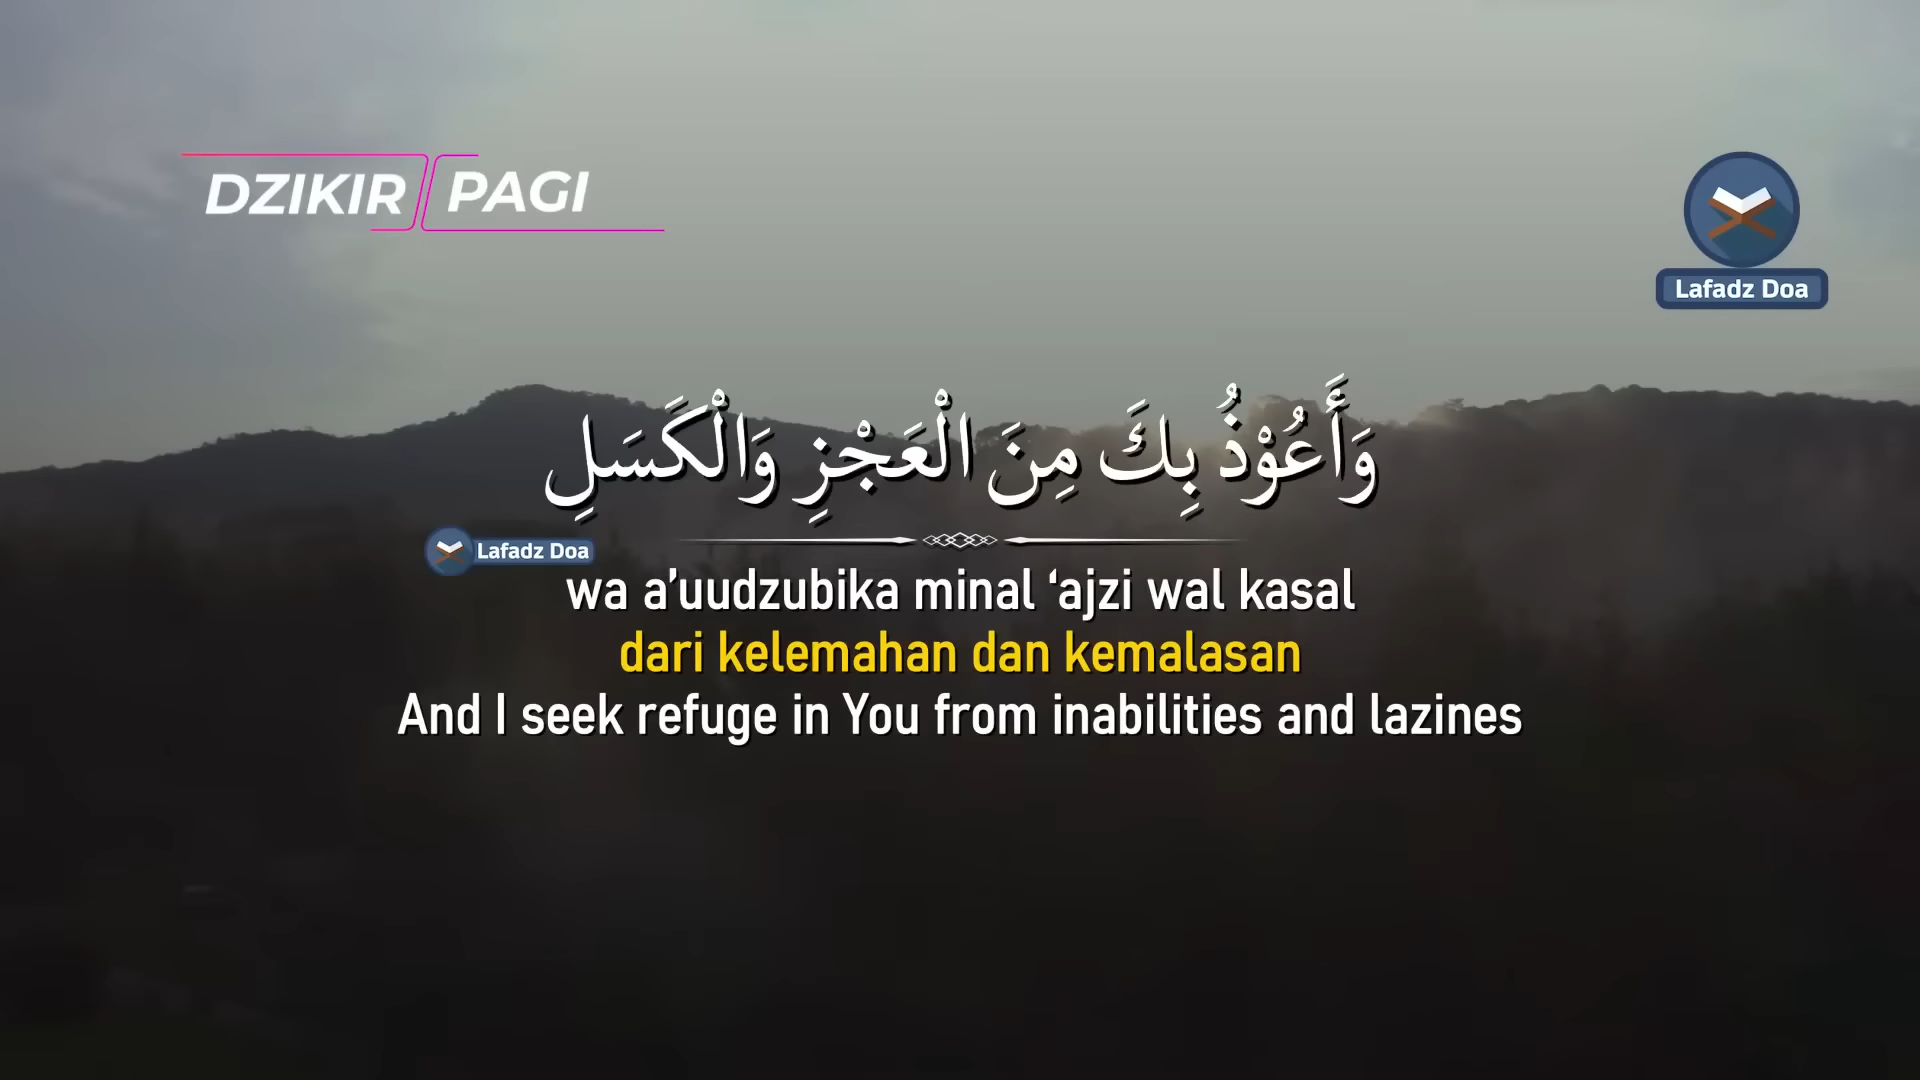 DZIKIR PAGI
Lafadz Doa
وَأَعُوْذُ بِكَ مِنَ الْعَجْزِ وَالْكَسَلِ
Lafadz Doa
wa a’uudzubika minal ‘ajzi wal kasal
dari kelemahan dan kemalasan
And I seek refuge in You from inabilities and lazines